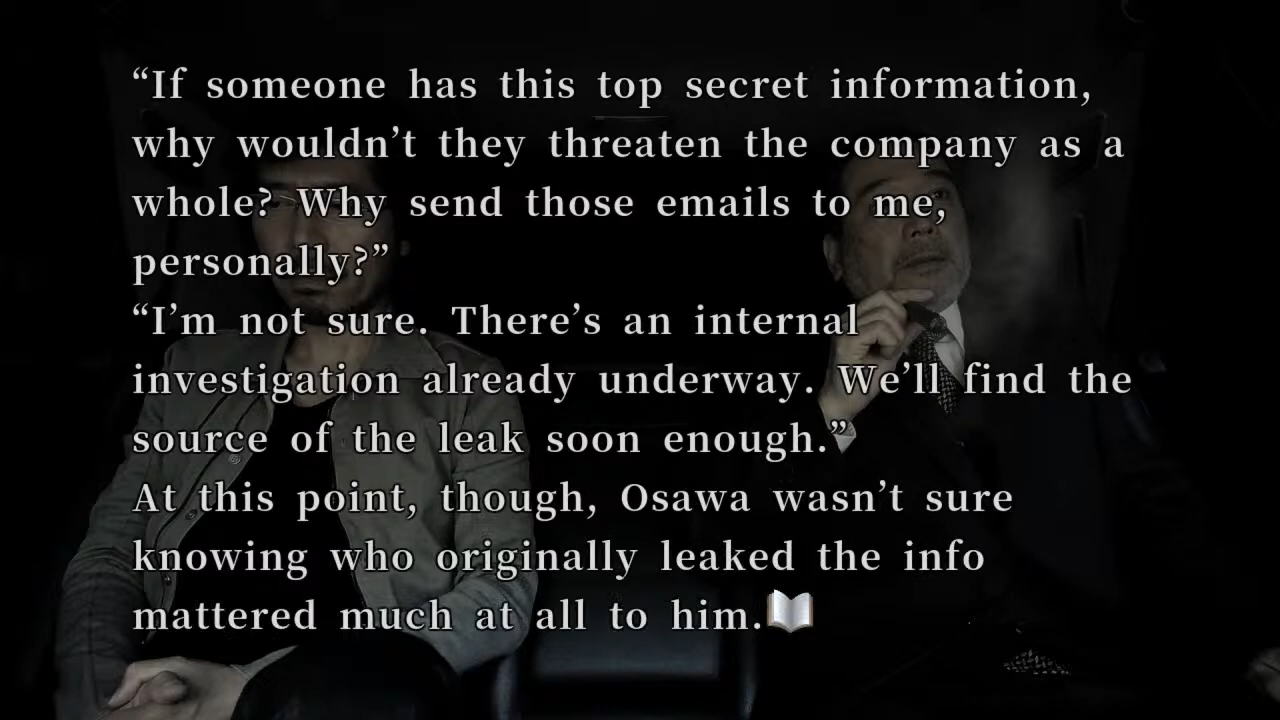 “If someone has this top secret information,
why wouldn’t they threaten the company as a
whole? Why send those emails to me,
personally?”
“I’m not sure. There’s an internal
investigation already underway. We’ll find the
source of the leak soon enough.”
At this point, though, Osawa wasn’t sure
knowing who originally leaked the info
mattered much at all to him.